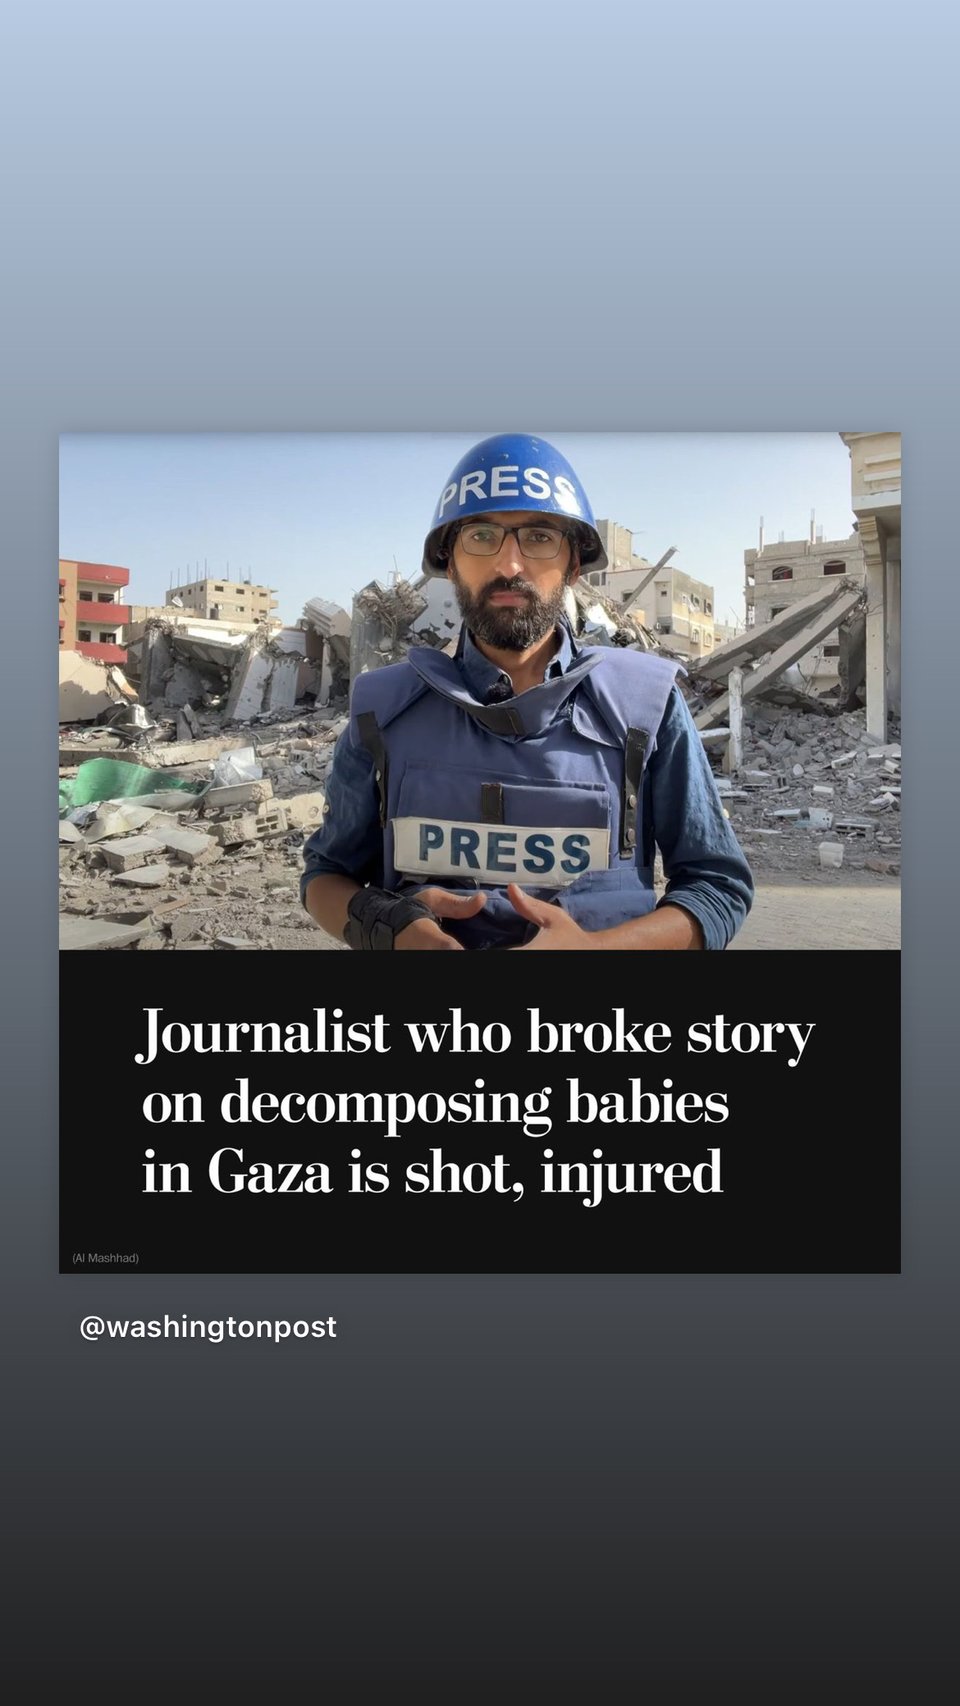 PRESS
PRESS
Journalist who broke story
on decomposing babies
in Gaza is shot, injured
(Al Mashhad)
@washingtonpost